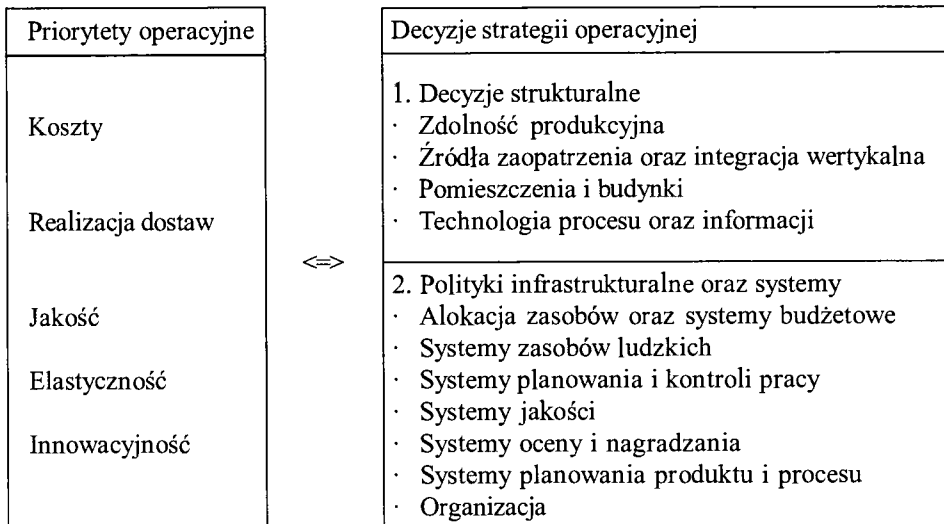 Priorytety operacyjne
Koszty
Realizacja dostaw
Jakość
Elastyczność
Innowacyjność
<=>
Decyzje strategii operacyjnej
1. Decyzje strukturalne
· Zdolność produkcyjna
· Źródła zaopatrzenia oraz integracja wertykalna
· Pomieszczenia i budynki
· Technologia procesu oraz informacji
2. Polityki infrastrukturalne oraz systemy
· Alokacja zasobów oraz systemy budżetowe
· Systemy zasobów ludzkich
· Systemy planowania i kontroli pracy
· Systemy jakości
· Systemy oceny i nagradzania
· Systemy planowania produktu i procesu
· Organizacja